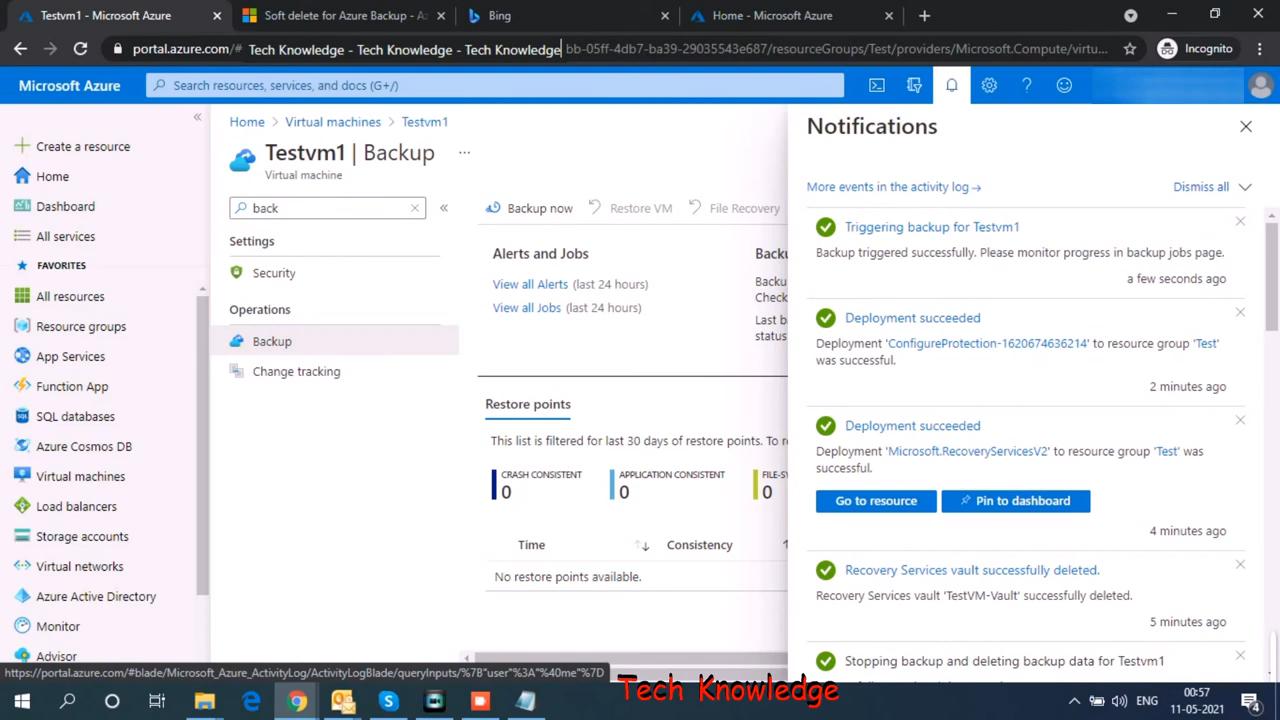 Testvm1 - Microsoft Azure
Soft delete for Azure Backup - A
Bing
Home - Microsoft Azure
portal.azure.com/#
Tech Knowledge - Tech Knowledge - Tech Knowledge
bb-05ff-4db7-ba39-29035543e687/resourceGroups/Test/providers/Microsoft.Compute/virtu...
Incognito
Microsoft Azure
Search resources, services, and docs (G+/)
Create a resource
Home
Dashboard
All services
FAVORITES
All resources
Resource groups
App Services
Function App
SQL databases
Azure Cosmos DB
Virtual machines
Load balancers
Storage accounts
Virtual networks
Azure Active Directory
Monitor
Advisor
Home > Virtual machines > Testvm1
Testvm1 | Backup
Virtual machine
back
Settings
Security
Operations
Backup
Change tracking
Backup now
Restore VM
File Recovery
Alerts and Jobs
View all Alerts (last 24 hours)
View all Jobs (last 24 hours)
Backu
Backu
Check
Last b
status
Restore points
This list is filtered for last 30 days of restore points. To re
CRASH CONSISTENT
0
APPLICATION CONSISTENT
0
FILE-SY
0
Time
Consistency
No restore points available.
Notifications
More events in the activity log →
Dismiss all
Triggering backup for Testvm1
Backup triggered successfully. Please monitor progress in backup jobs page.
a few seconds ago
Deployment succeeded
Deployment 'ConfigureProtection-1620674636214' to resource group 'Test'
was successful.
2 minutes ago
Deployment succeeded
Deployment 'Microsoft.RecoveryServicesV2' to resource group 'Test' was
successful.
Go to resource
Pin to dashboard
4 minutes ago
Recovery Services vault successfully deleted.
Recovery Services vault 'TestVM-Vault' successfully deleted.
5 minutes ago
Stopping backup and deleting backup data for Testvm1
https://portal.azure.com/#blade/Microsoft_Azure_ActivityLog/ActivityLogBlade/queryInputs/%7B"user"%3A"%40me"%7D
Tech Knowledge
ENG
00:57
11-05-2021
4